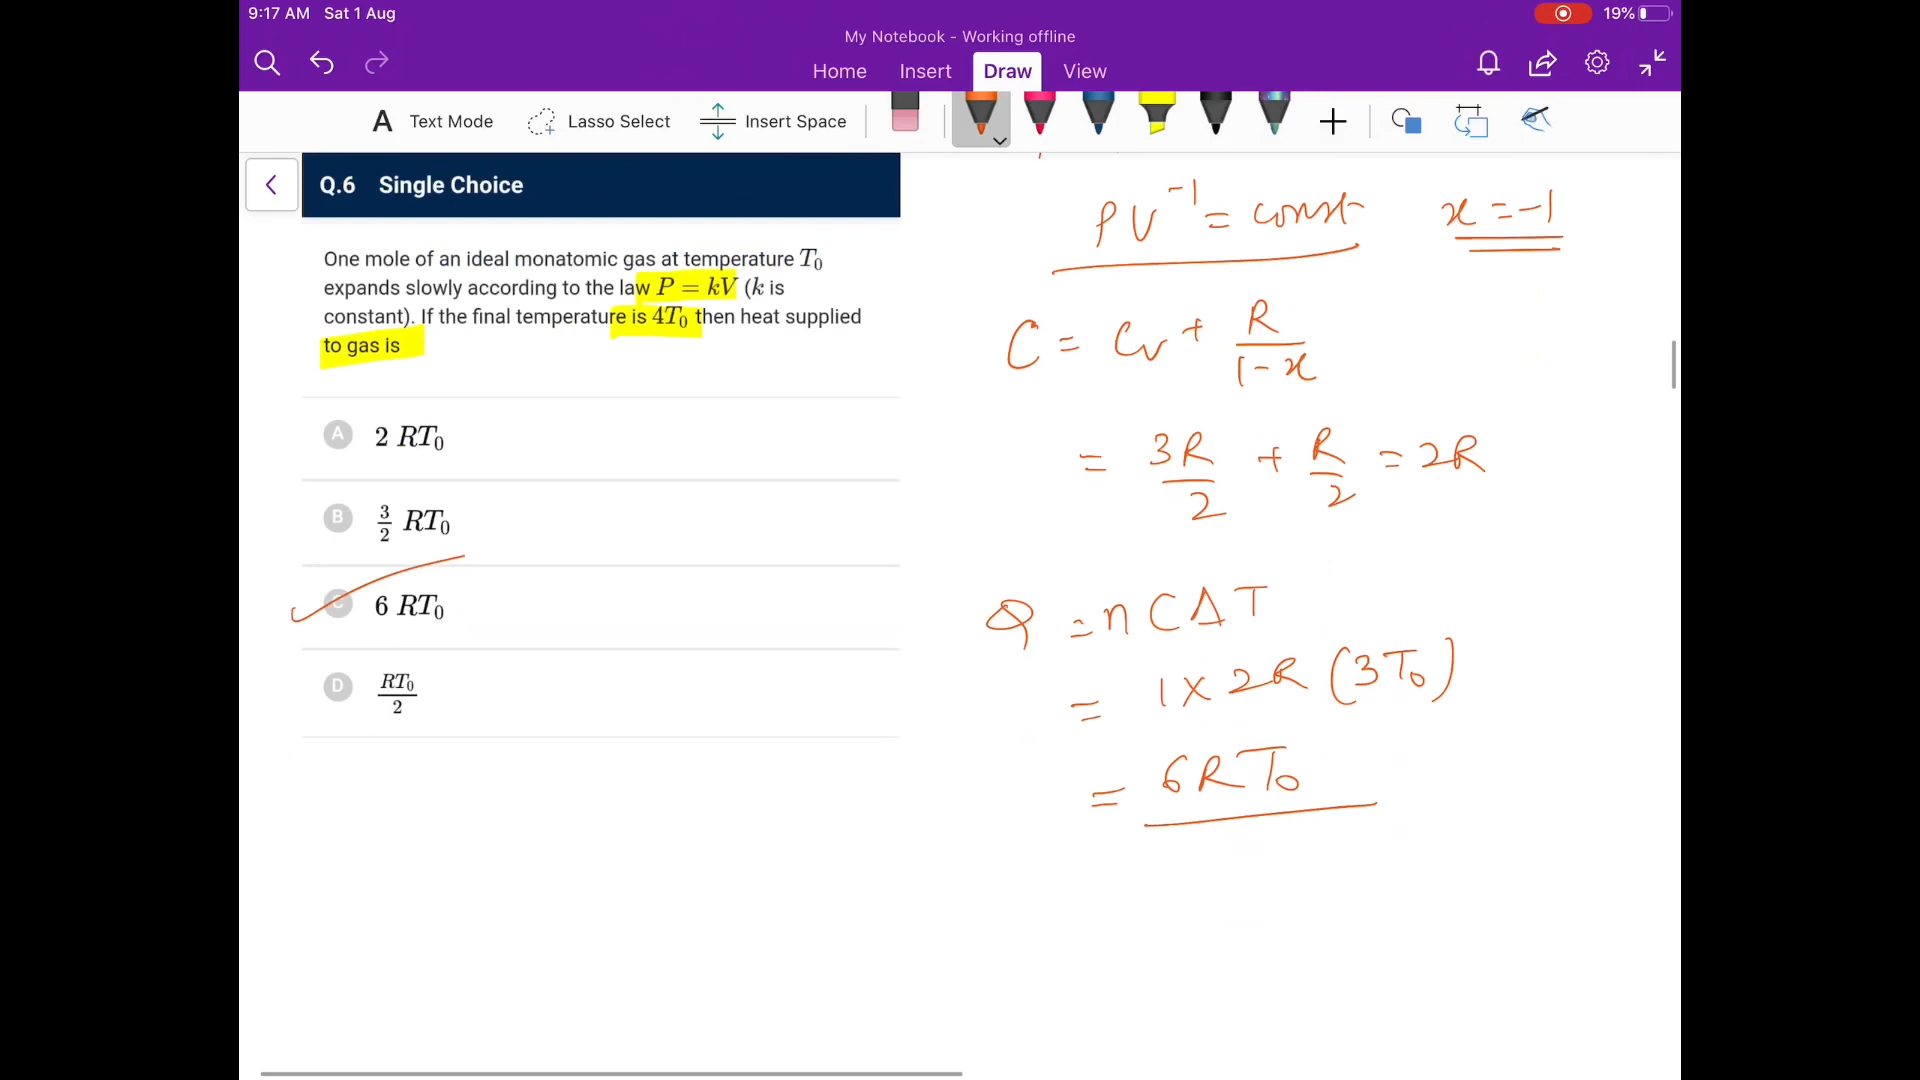 9:17 AM Sat 1 Aug
19%
My Notebook - Working offline
Home Insert Draw View
A Text Mode Lasso Select Insert Space
Q.6 Single Choice
One mole of an ideal monatomic gas at temperature T₀
expands slowly according to the law P = kV (k is
constant). If the final temperature is 4T₀ then heat supplied
to gas is
A 2 RT₀
B 3/2 RT₀
C 6 RT₀
D RT₀/2
PV⁻¹ = const x = -1
C = Cv + R/(1-x)
= 3R/2 + R/2 = 2R
Q = nCΔT
= 1 x 2R (3T₀)
= 6RT₀